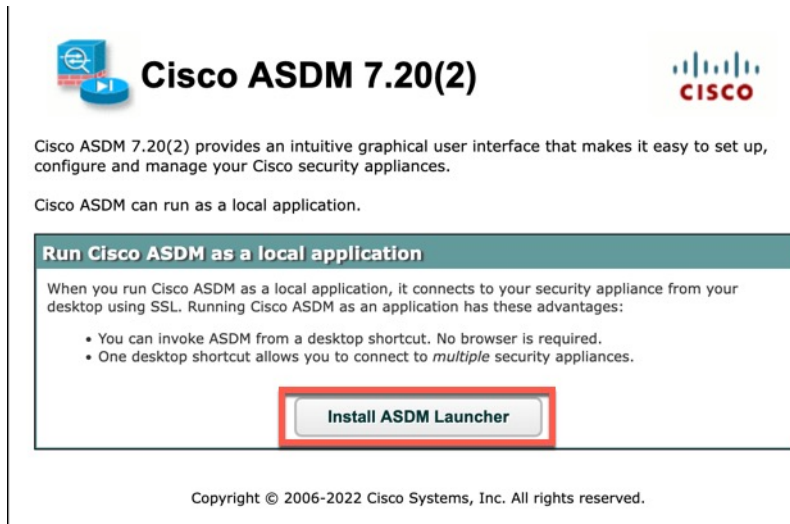 Cisco ASDM 7.20(2)
CISCO
Cisco ASDM 7.20(2) provides an intuitive graphical user interface that makes it easy to set up,
configure and manage your Cisco security appliances.
Cisco ASDM can run as a local application.
Run Cisco ASDM as a local application
When you run Cisco ASDM as a local application, it connects to your security appliance from your
desktop using SSL. Running Cisco ASDM as an application has these advantages:
• You can invoke ASDM from a desktop shortcut. No browser is required.
• One desktop shortcut allows you to connect to multiple security appliances.
Install ASDM Launcher
Copyright © 2006-2022 Cisco Systems, Inc. All rights reserved.